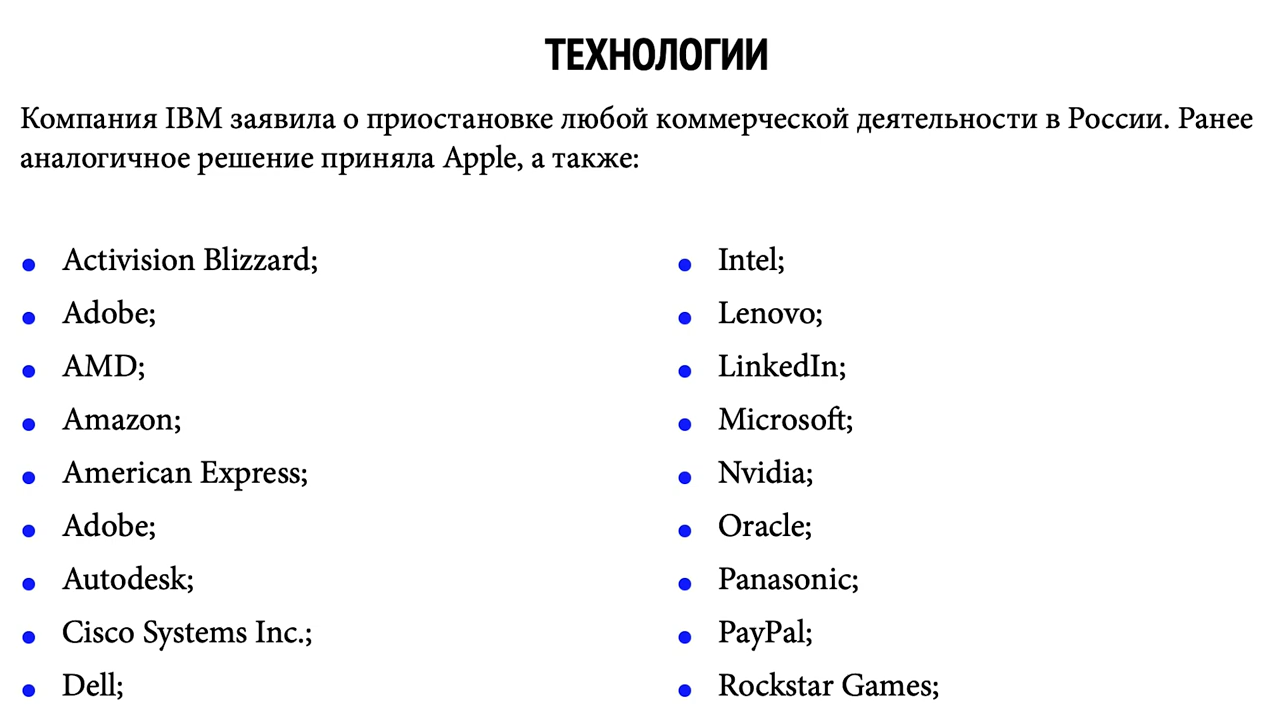 ТЕХНОЛОГИИ
Компания IBM заявила о приостановке любой коммерческой деятельности в России. Ранее
аналогичное решение приняла Apple, а также:
Activision Blizzard;
Adobe;
AMD;
Amazon;
American Express;
Adobe;
Autodesk;
Cisco Systems Inc.;
Dell;
Intel;
Lenovo;
LinkedIn;
Microsoft;
Nvidia;
Oracle;
Panasonic;
PayPal;
Rockstar Games;